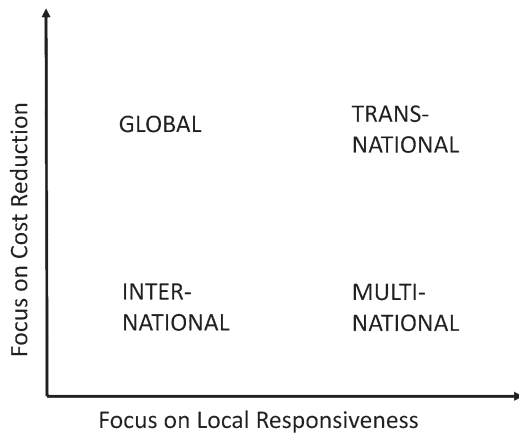 Focus on Cost Reduction
GLOBAL
TRANS-
NATIONAL
INTER-
NATIONAL
MULTI-
NATIONAL
Focus on Local Responsiveness